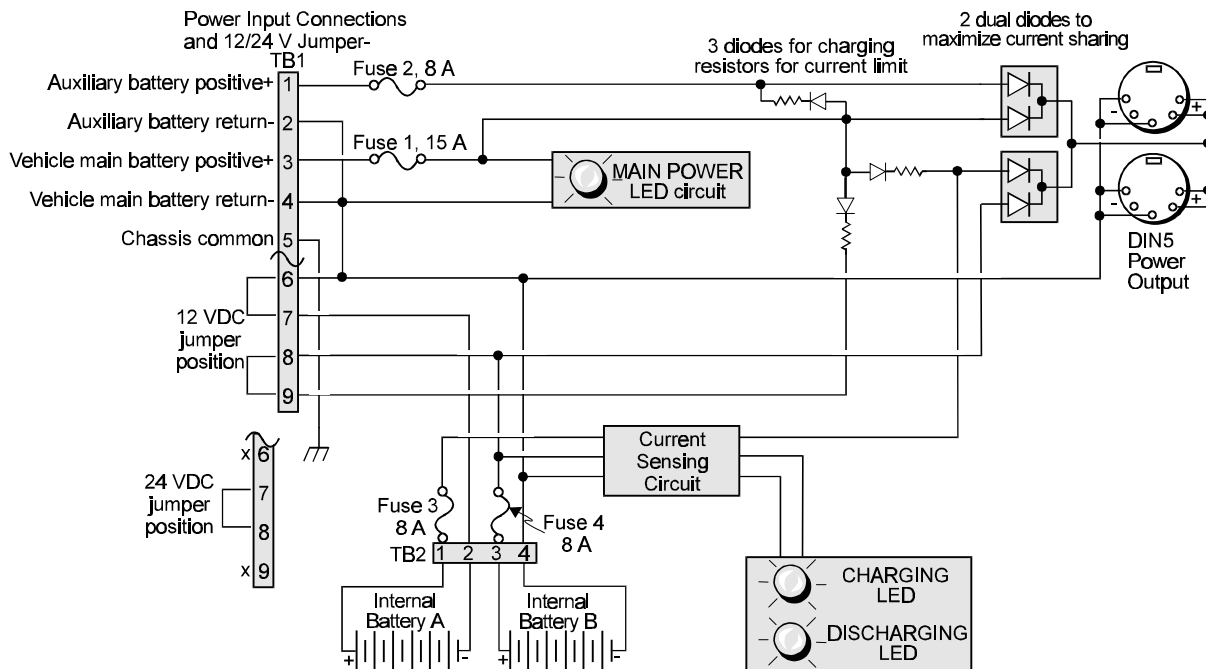 Power Input Connections
and 12/24 V Jumper-
TB1
2 dual diodes to
maximize current sharing
3 diodes for charging
resistors for current limit
Auxiliary battery positive+
1
Fuse 2, 8 A
Auxiliary battery return-
2
Fuse 1, 15 A
Vehicle main battery positive+
3
MAIN POWER
LED circuit
Vehicle main battery return-
4
Chassis common
5
- +
- +
DIN5
Power
Output
6
7
12 VDC
jumper
position
8
9
x 6
24 VDC
jumper
position
7
8
x 9
Current
Sensing
Circuit
Fuse 3
8 A
Fuse 4
8 A
TB2
1 2 3 4
Internal
Battery A
+ -
Internal
Battery B
+ -
CHARGING
LED
DISCHARGING
LED